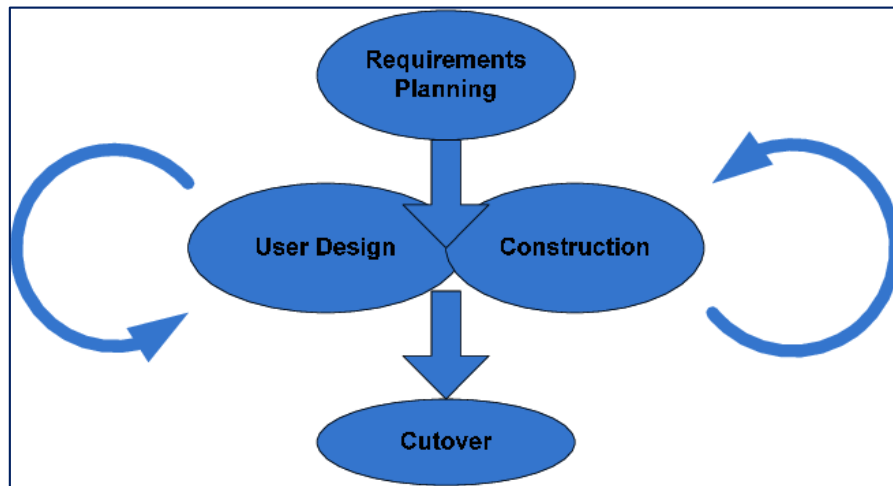 Requirements
Planning
User Design
Construction
Cutover